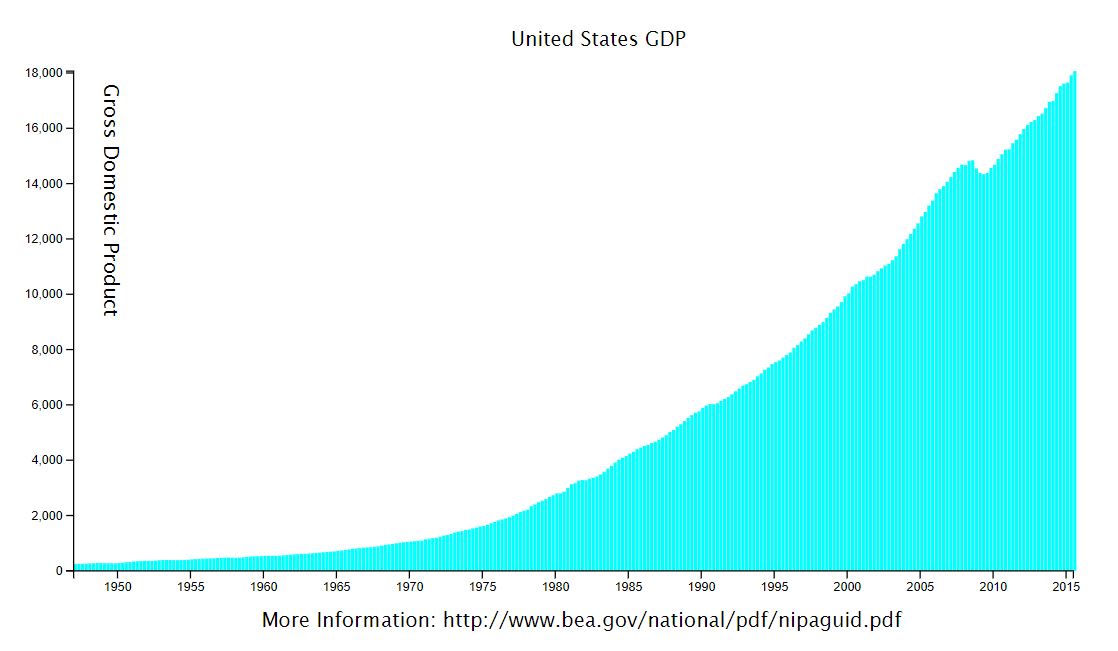 United States GDP
Gross Domestic Product
18,000
16,000
14,000
12,000
10,000
8,000
6,000
4,000
2,000
0
1950 1955 1960 1965 1970 1975 1980 1985 1990 1995 2000 2005 2010 2015
More Information: http://www.bea.gov/national/pdf/nipaguid.pdf